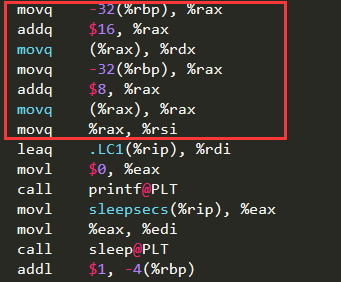 movq -32(%rbp), %rax
addq $16, %rax
movq (%rax), %rdx
movq -32(%rbp), %rax
addq $8, %rax
movq (%rax), %rax
movq %rax, %rsi
leaq .LC1(%rip), %rdi
movl $0, %eax
call printf@PLT
movl sleepsecs(%rip), %eax
movl %eax, %edi
call sleep@PLT
addl $1, -4(%rbp)